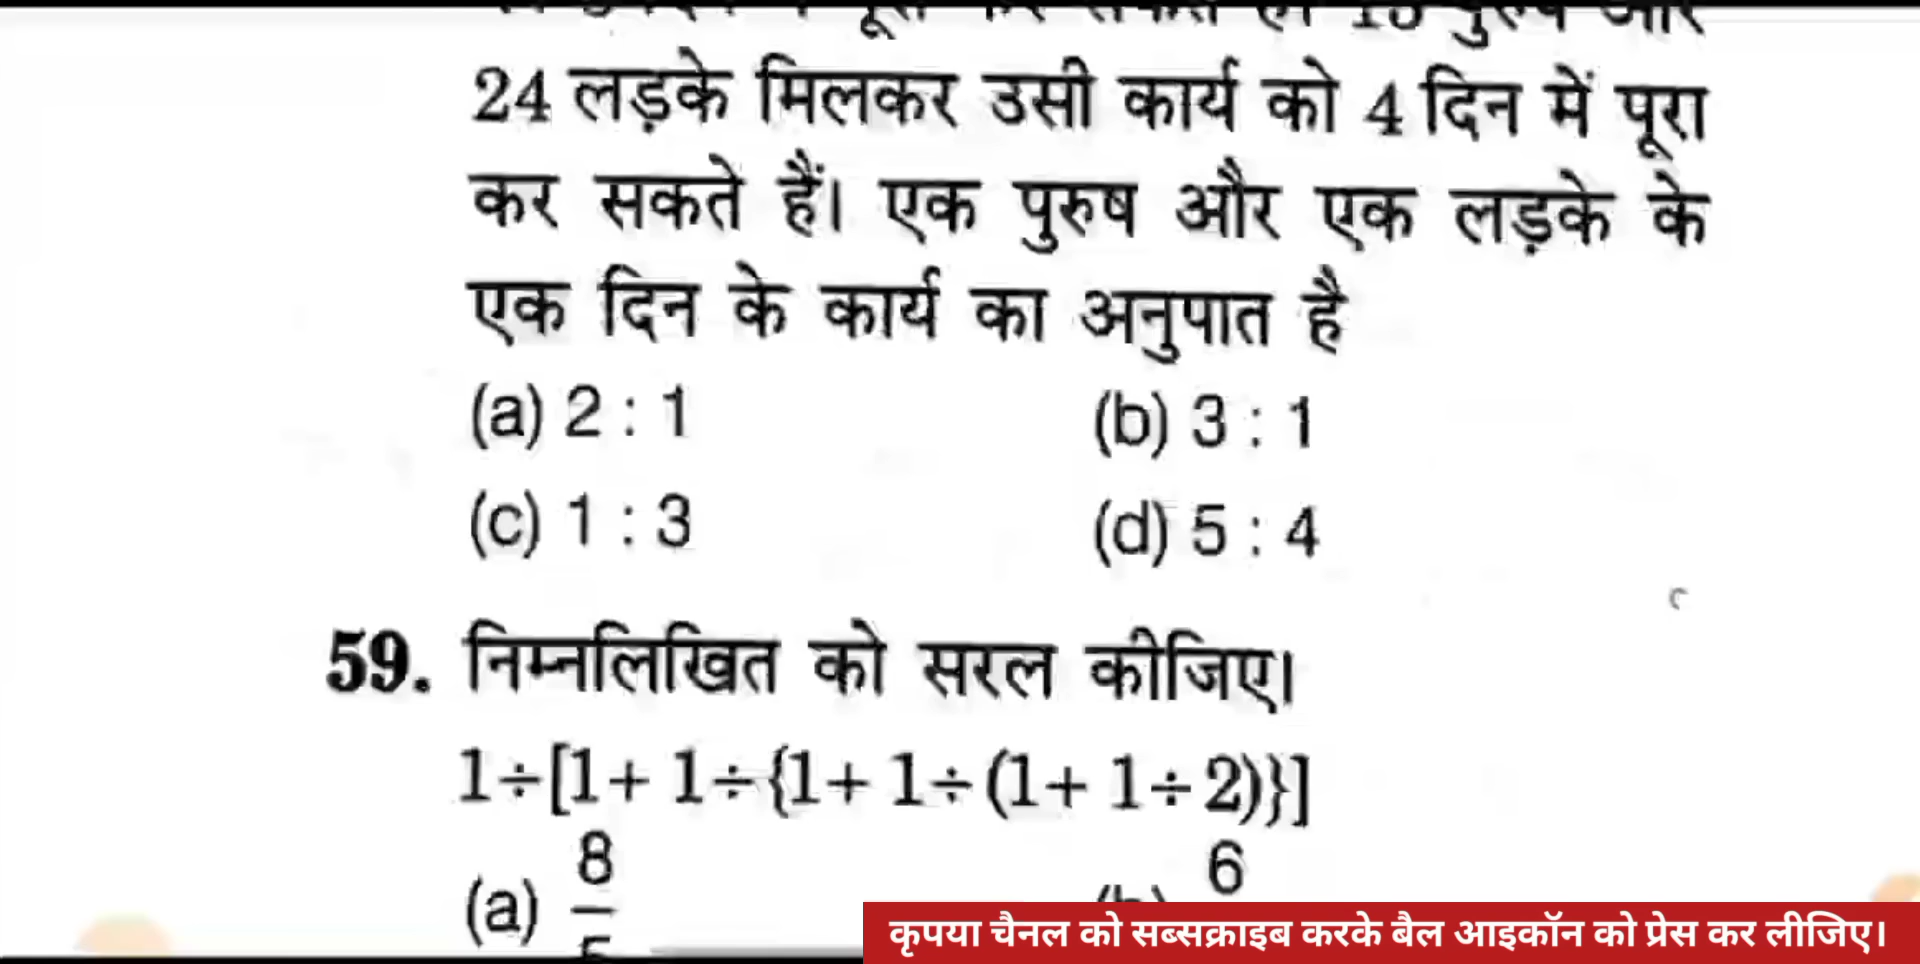 पुरुष और
24 लड़के मिलकर उसी कार्य को 4 दिन में पूरा
कर सकते हैं। एक पुरुष और एक लड़के के
एक दिन के कार्य का अनुपात है
(a) 2 : 1 (b) 3 : 1
(c) 1 : 3 (d) 5 : 4
59. निम्नलिखित को सरल कीजिए।
1÷[1+ 1÷{1+ 1÷(1+ 1÷2)}]
(a) 8 6
कृपया चैनल को सब्सक्राइब करके बैल आइकॉन को प्रेस कर लीजिए।